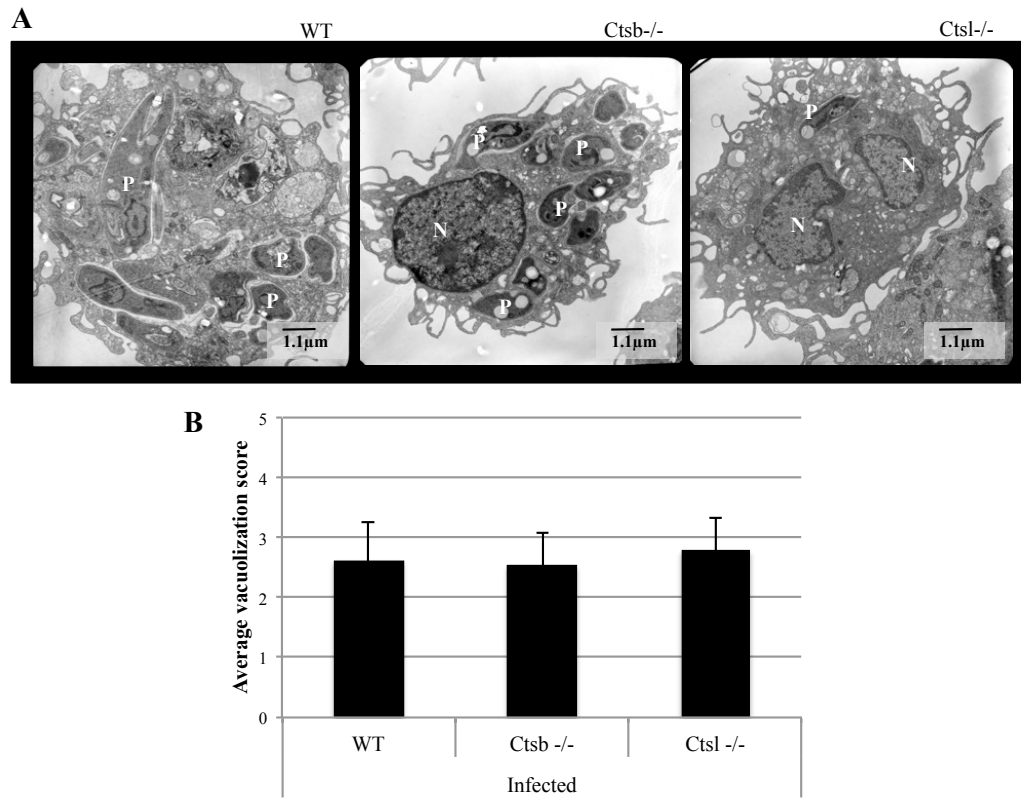 A
WT Ctsb-/- Ctsl-/-
P P P P
N N N
P P P P
1.1µm 1.1µm 1.1µm
B
Average vacuolization score
5
4
3
2
1
0
WT Ctsb -/- Ctsl -/-
Infected